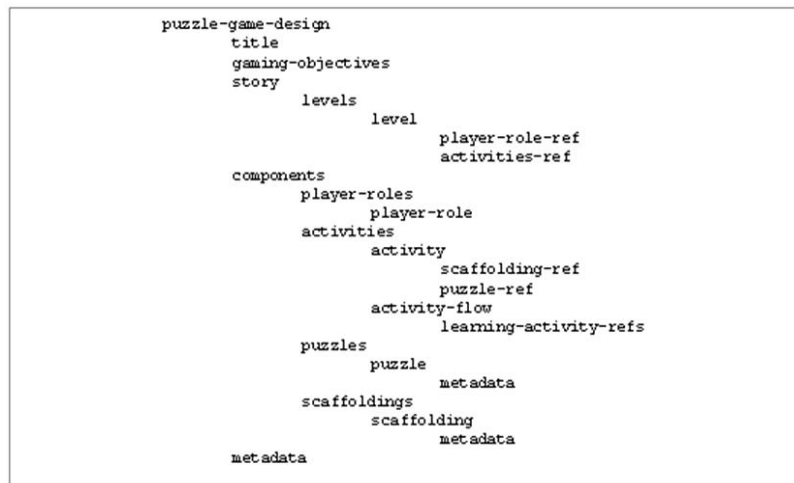 puzzle-game-design
title
gaming-objectives
story
levels
level
player-role-ref
activities-ref
components
player-roles
player-role
activities
activity
scaffolding-ref
puzzle-ref
activity-flow
learning-activity-refs
puzzles
puzzle
metadata
scaffoldings
scaffolding
metadata
metadata